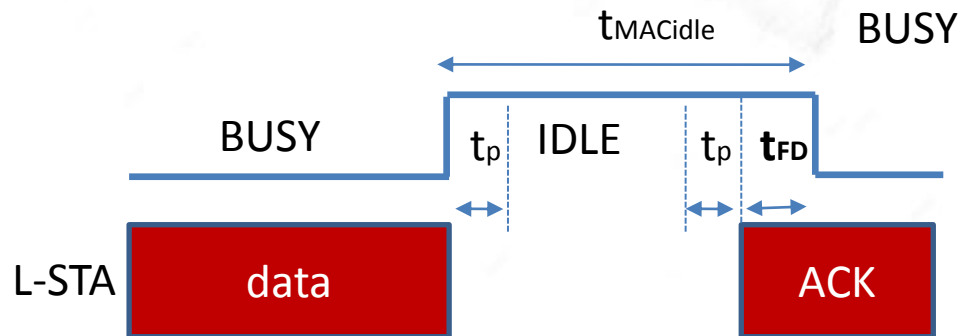 tMACidle
BUSY
BUSY
tp
IDLE
tp
tFD
L-STA
data
ACK